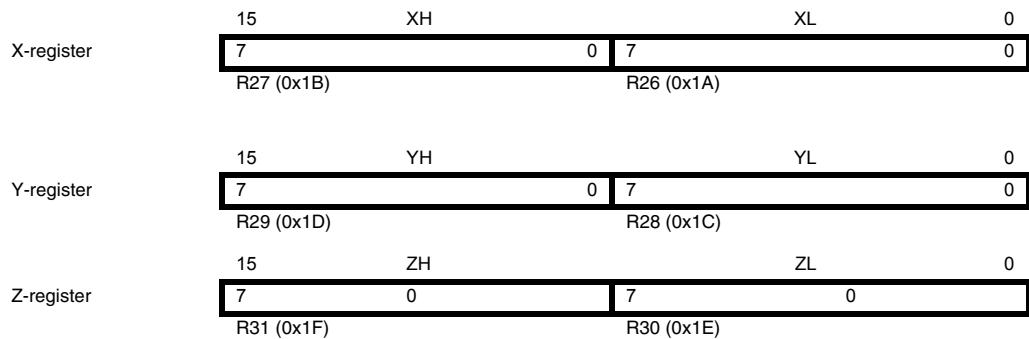 15 XH XL 0
X-register 7 0 7 0
R27 (0x1B) R26 (0x1A)
15 YH YL 0
Y-register 7 0 7 0
R29 (0x1D) R28 (0x1C)
15 ZH ZL 0
Z-register 7 0 7 0
R31 (0x1F) R30 (0x1E)